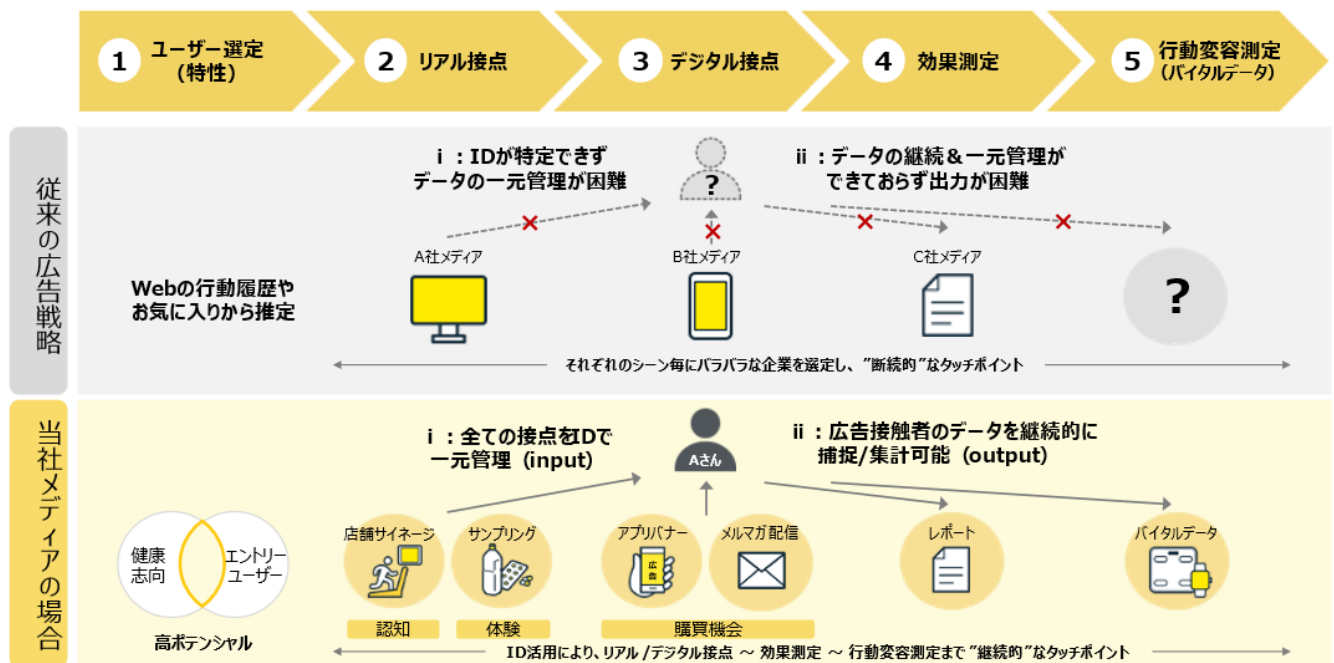 1 ユーザー選定
(特性)
2 リアル接点
3 デジタル接点
4 効果測定
5 行動変容測定
(バイタルデータ)
従来の広告戦略
ⅰ：IDが特定できず
データの一元管理が困難
?
ⅱ：データの継続＆一元管理が
できておらず出力が困難
Webの行動履歴や
お気に入りから推定
A社メディア
B社メディア
C社メディア
?
それぞれのシーン毎にバラバラな企業を選定し、”断続的”なタッチポイント
当社メディアの場合
ⅰ：全ての接点をIDで
一元管理（input）
Aさん
ⅱ：広告接触者のデータを継続的に
捕捉/集計可能（output）
健康
志向
エントリー
ユーザー
高ポテンシャル
店舗サイネージ
サンプリング
アプリバナー
広告
メルマガ配信
レポート
バイタルデータ
認知
体験
購買機会
ID活用により、リアル/デジタル接点 ～ 効果測定 ～ 行動変容測定まで”継続的”なタッチポイント